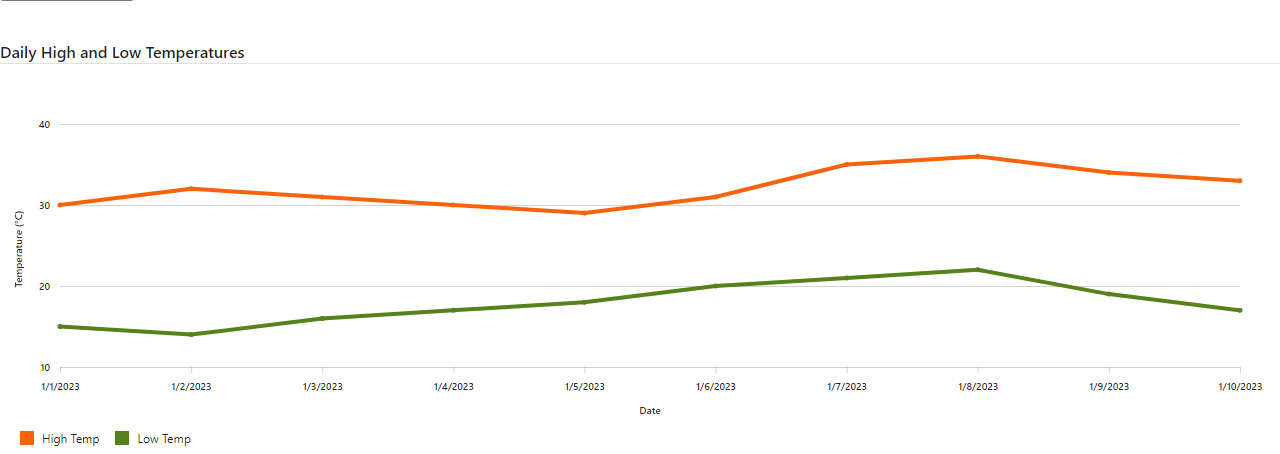 Daily High and Low Temperatures
40
30
20
10
Temperature (°C)
1/1/2023 1/2/2023 1/3/2023 1/4/2023 1/5/2023 1/6/2023 1/7/2023 1/8/2023 1/9/2023 1/10/2023
Date
High Temp Low Temp